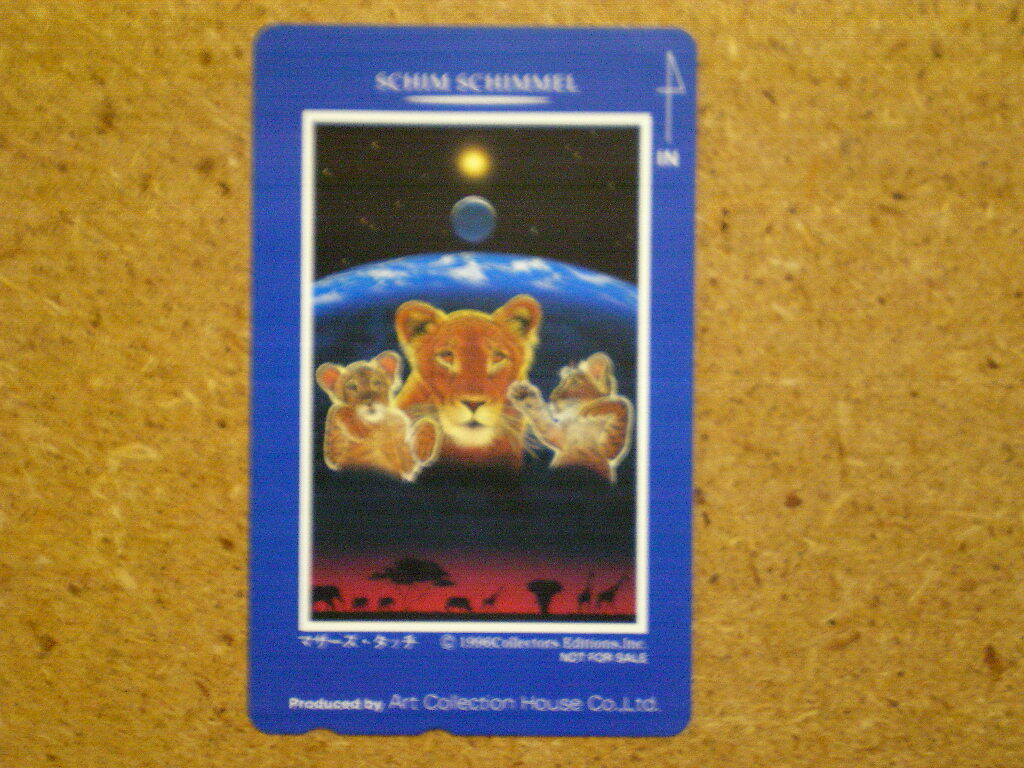 SCHIM SCHIMMEL
IN
マザーズ・タッチ © 1996Collectors Editions.Inc.
NOT FOR SALE
Produced by Art Collection House Co.,Ltd.